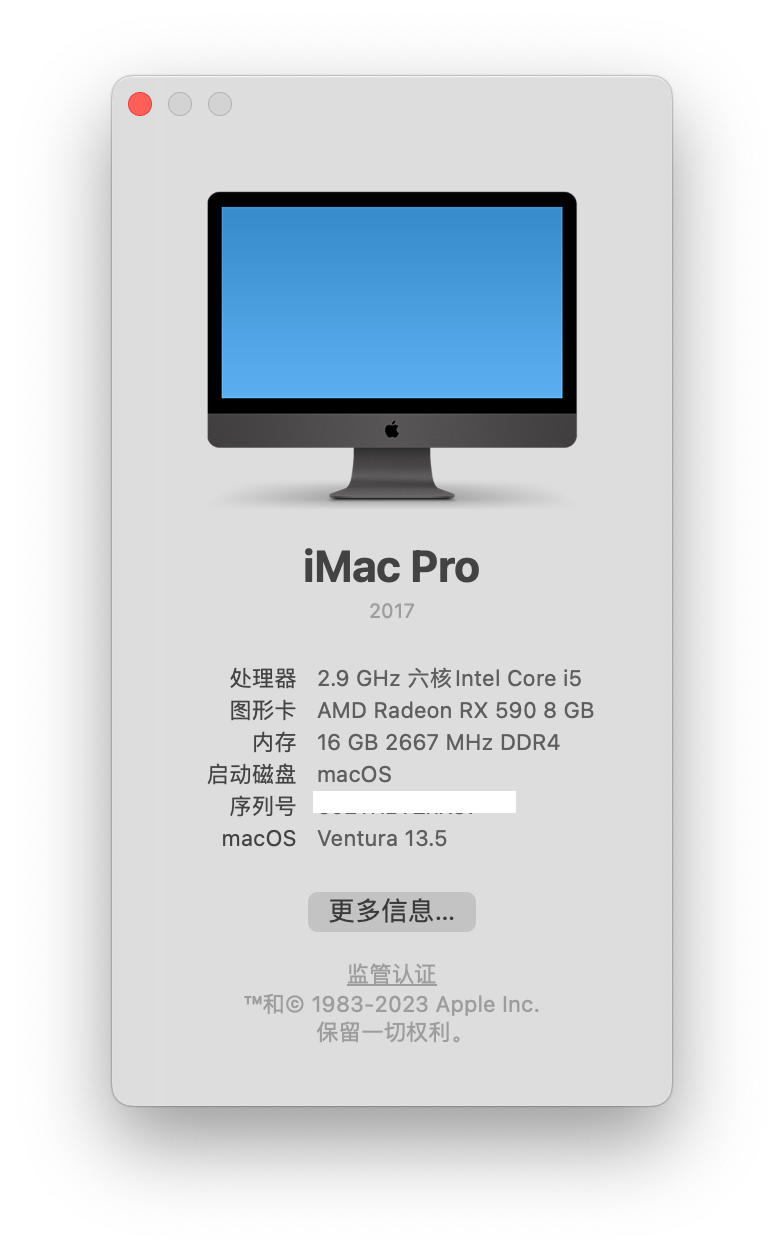 iMac Pro
2017
处理器 2.9 GHz 六核Intel Core i5
图形卡 AMD Radeon RX 590 8 GB
内存 16 GB 2667 MHz DDR4
启动磁盘 macOS
序列号
macOS Ventura 13.5
更多信息...
监管认证
™和© 1983-2023 Apple Inc.
保留一切权利。